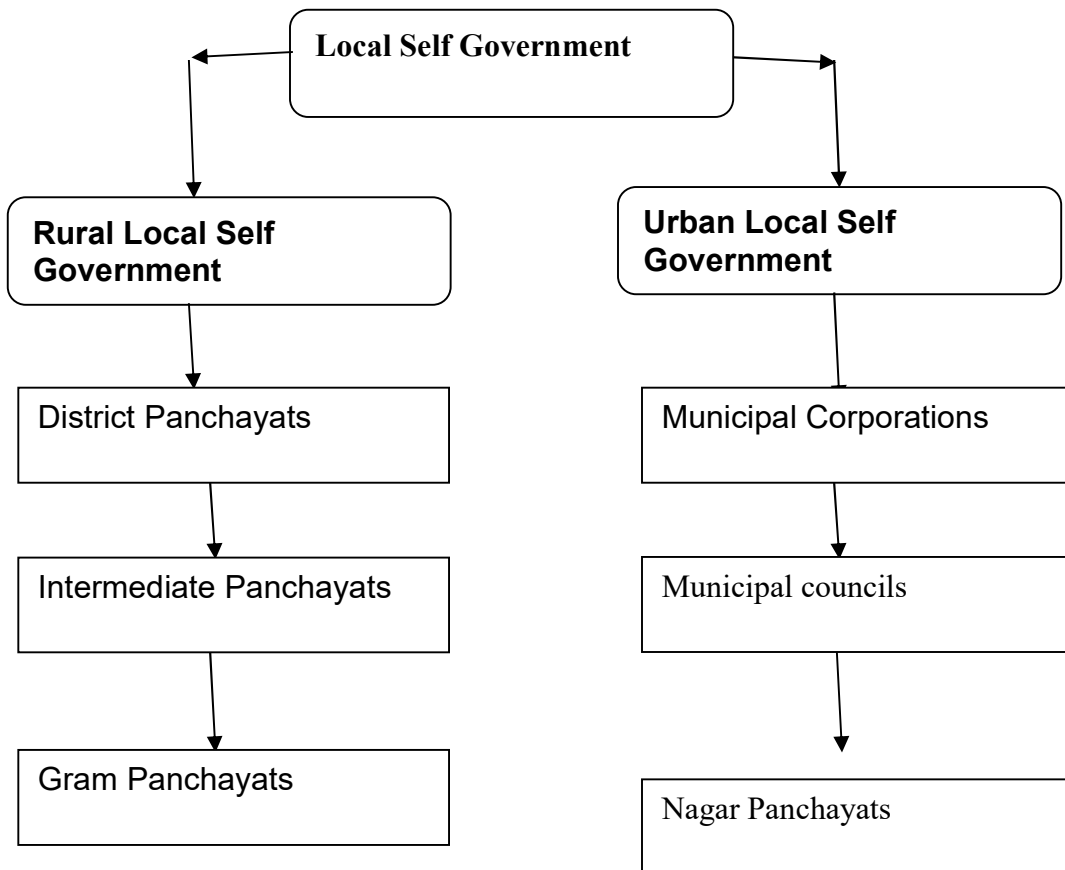 Local Self Government
Rural Local Self
Government
Urban Local Self
Government
District Panchayats
Municipal Corporations
Intermediate Panchayats
Municipal councils
Gram Panchayats
Nagar Panchayats